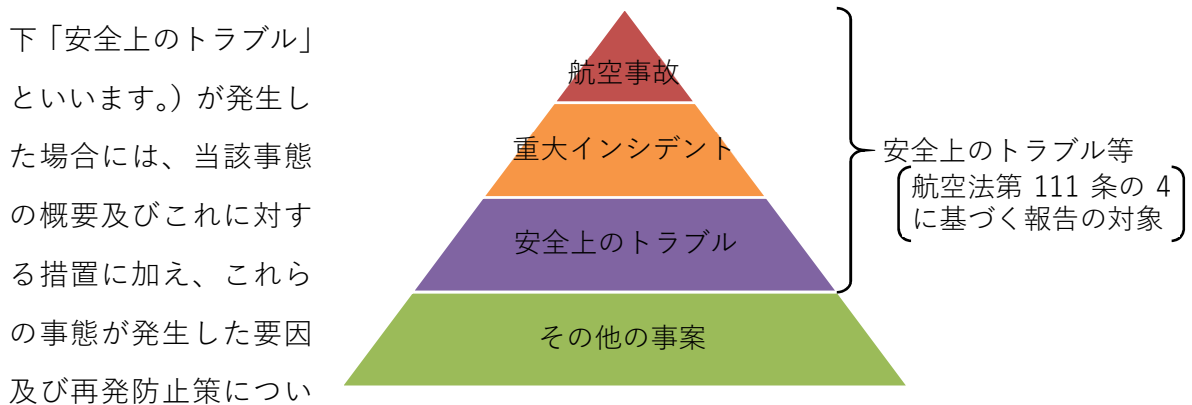 下「安全上のトラブル」
といいます。）が発生し
た場合には、当該事態
の概要及びこれに対す
る措置に加え、これら
の事態が発生した要因
及び再発防止策につい
航空事故
重大インシデント
安全上のトラブル
その他の事案
安全上のトラブル等
航空法第 111 条の 4
に基づく報告の対象